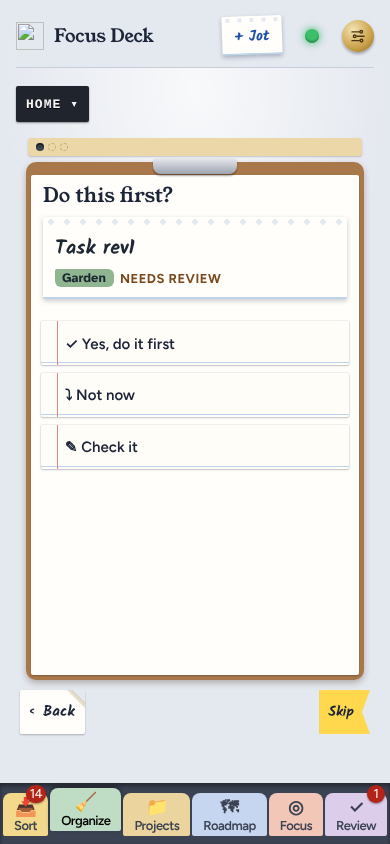 Focus Deck
+ Jot
HOME ▾
Do this first?
Task rev1
Garden NEEDS REVIEW
✓ Yes, do it first
⤵ Not now
✎ Check it
‹ Back
Skip
14
1
Sort
Organize
Projects
Roadmap
Focus
Review